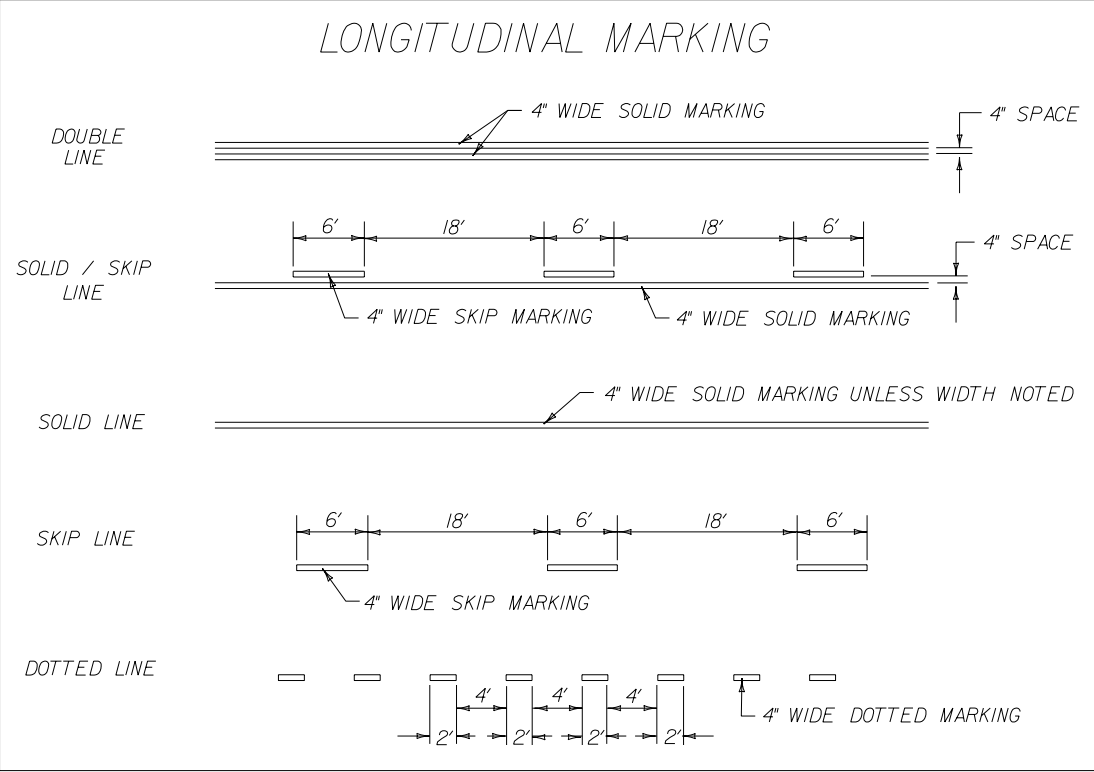 LONGITUDINAL MARKING
DOUBLE
LINE
4" WIDE SOLID MARKING
4" SPACE
6'
18'
6'
18'
6'
SOLID / SKIP
LINE
4" SPACE
4" WIDE SKIP MARKING
4" WIDE SOLID MARKING
SOLID LINE
4" WIDE SOLID MARKING UNLESS WIDTH NOTED
6'
18'
6'
18'
6'
SKIP LINE
4" WIDE SKIP MARKING
DOTTED LINE
4'
4'
4'
4" WIDE DOTTED MARKING
2'
2'
2'
2'